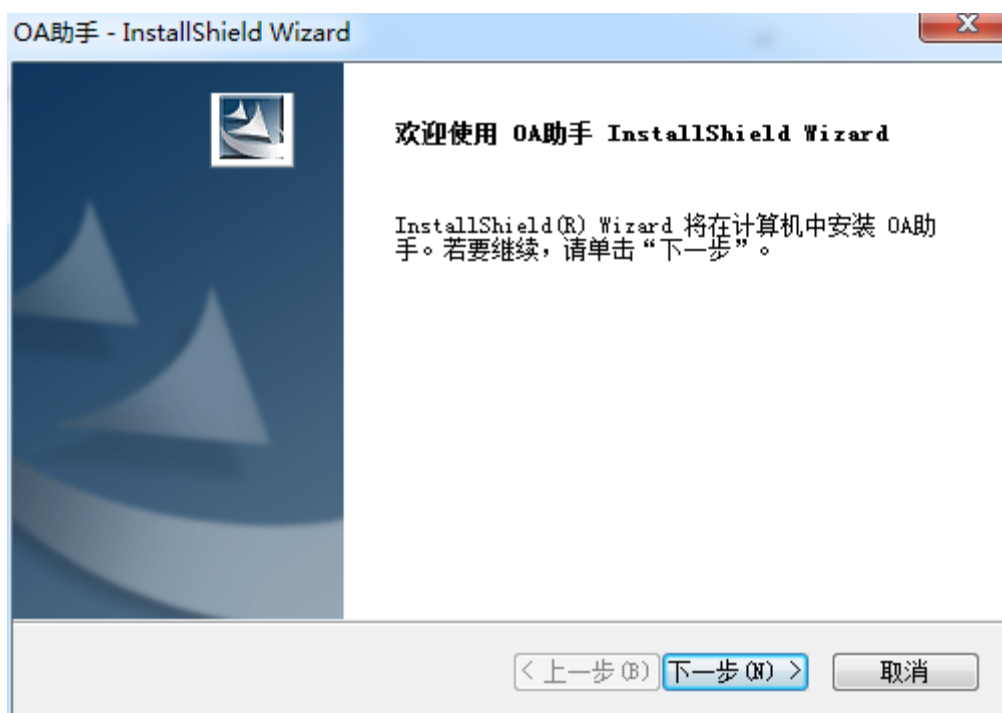 OA助手 - InstallShield Wizard
欢迎使用 OA助手 InstallShield Wizard
InstallShield(R) Wizard 将在计算机中安装 OA助
手。若要继续，请单击“下一步”。
< 上一步(B) 下一步(N) > 取消